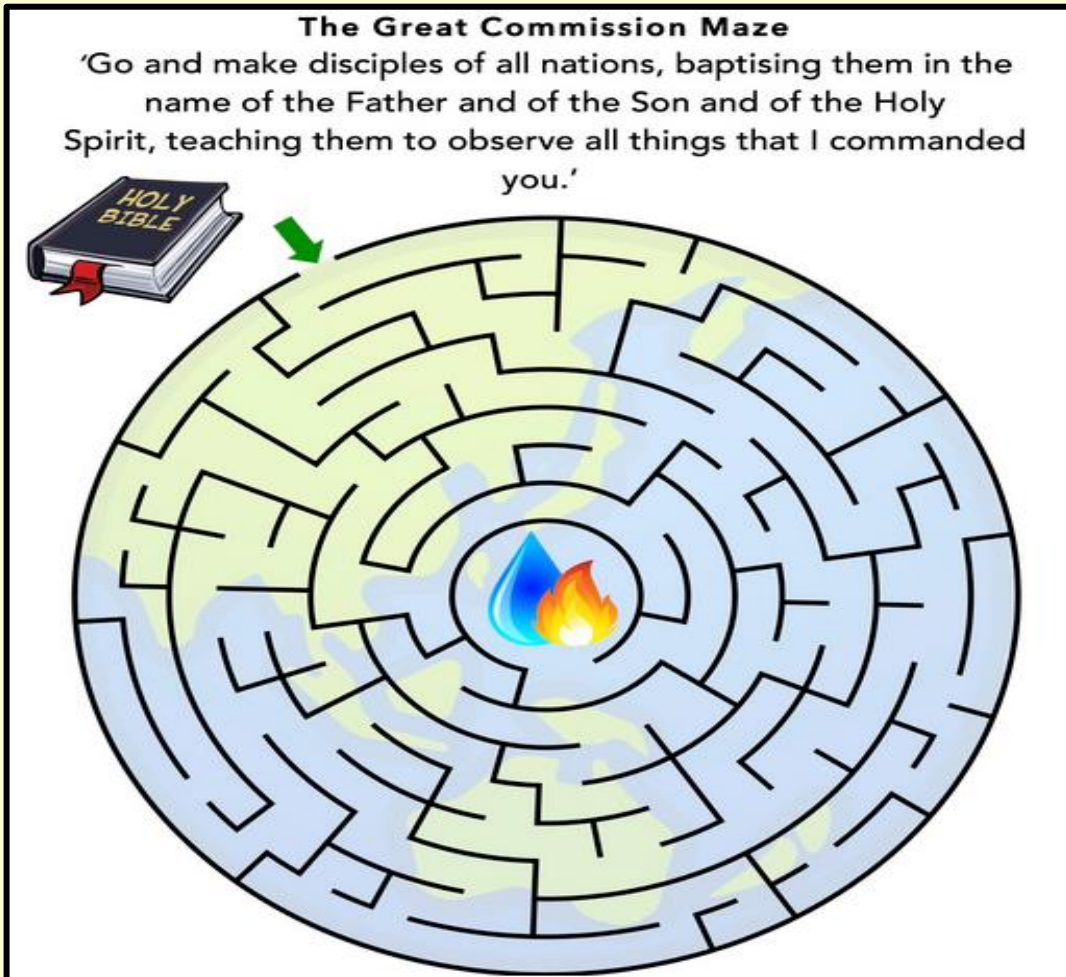 The Great Commission Maze
‘Go and make disciples of all nations, baptising them in the
name of the Father and of the Son and of the Holy
Spirit, teaching them to observe all things that I commanded
you.’
HOLY
BIBLE